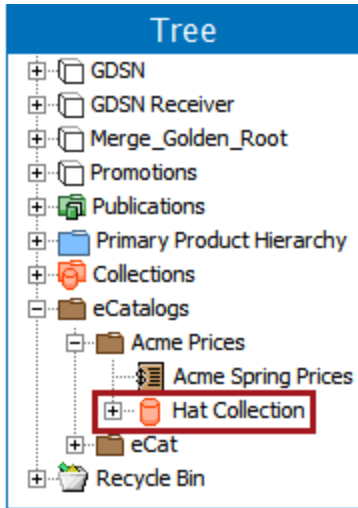 Tree
GDSN
GDSN Receiver
Merge_Golden_Root
Promotions
Publications
Primary Product Hierarchy
Collections
eCatalogs
Acme Prices
Acme Spring Prices
Hat Collection
eCat
Recycle Bin